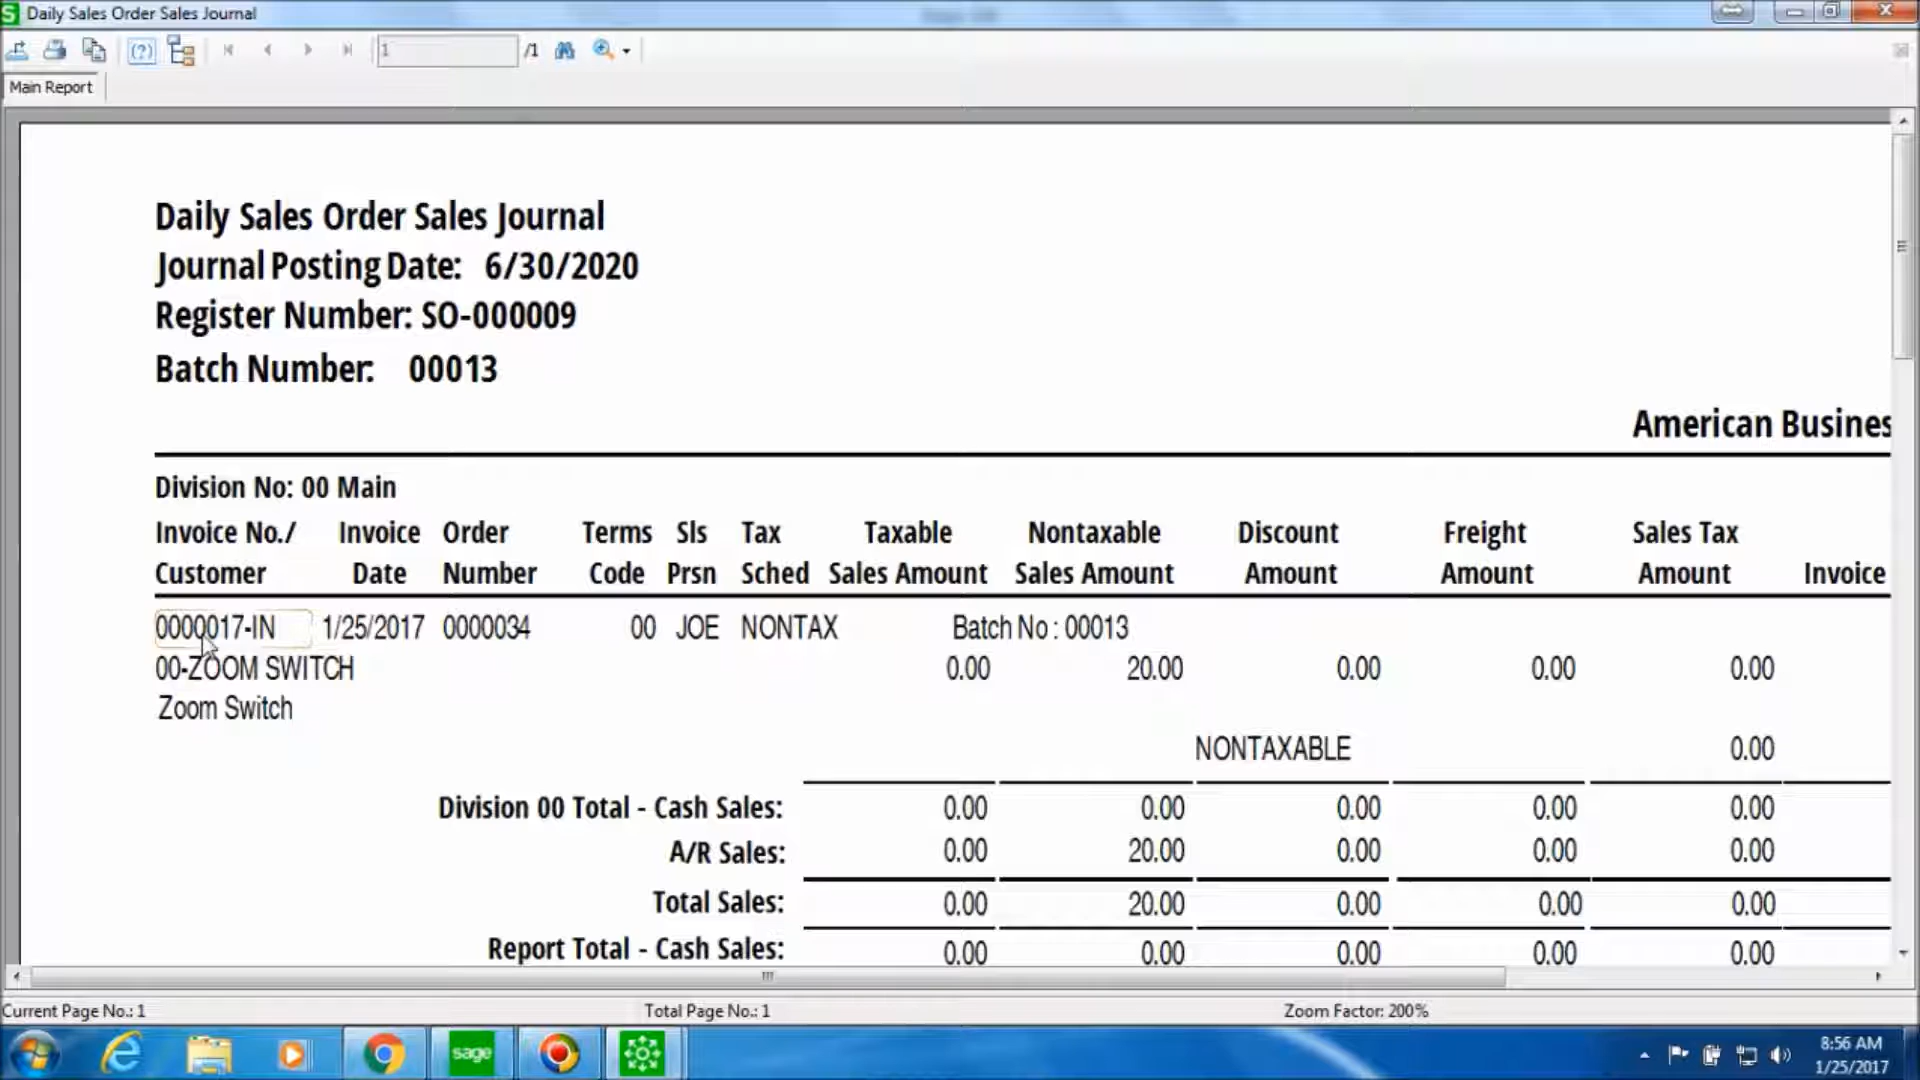 Daily Sales Order Sales Journal
1 /1
Main Report
Daily Sales Order Sales Journal
Journal Posting Date: 6/30/2020
Register Number: SO-000009
Batch Number: 00013
American Busines
Division No: 00 Main
Invoice No./ Invoice Order Terms Sls Tax Taxable Nontaxable Discount Freight Sales Tax
Customer Date Number Code Prsn Sched Sales Amount Sales Amount Amount Amount Amount Invoice
0000017-IN 1/25/2017 0000034 00 JOE NONTAX Batch No : 00013
00-ZOOM SWITCH 0.00 20.00 0.00 0.00 0.00
Zoom Switch
NONTAXABLE 0.00
Division 00 Total - Cash Sales: 0.00 0.00 0.00 0.00 0.00
A/R Sales: 0.00 20.00 0.00 0.00 0.00
Total Sales: 0.00 20.00 0.00 0.00 0.00
Report Total - Cash Sales: 0.00 0.00 0.00 0.00 0.00
Current Page No.: 1 Total Page No.: 1 Zoom Factor: 200%
sage
8:56 AM
1/25/2017